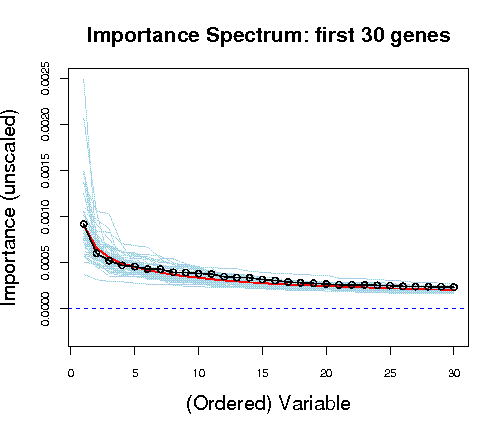 Importance Spectrum: first 30 genes
Importance (unscaled)
0.0025
0.0020
0.0015
0.0010
0.0005
0.0000
0 5 10 15 20 25 30
(Ordered) Variable